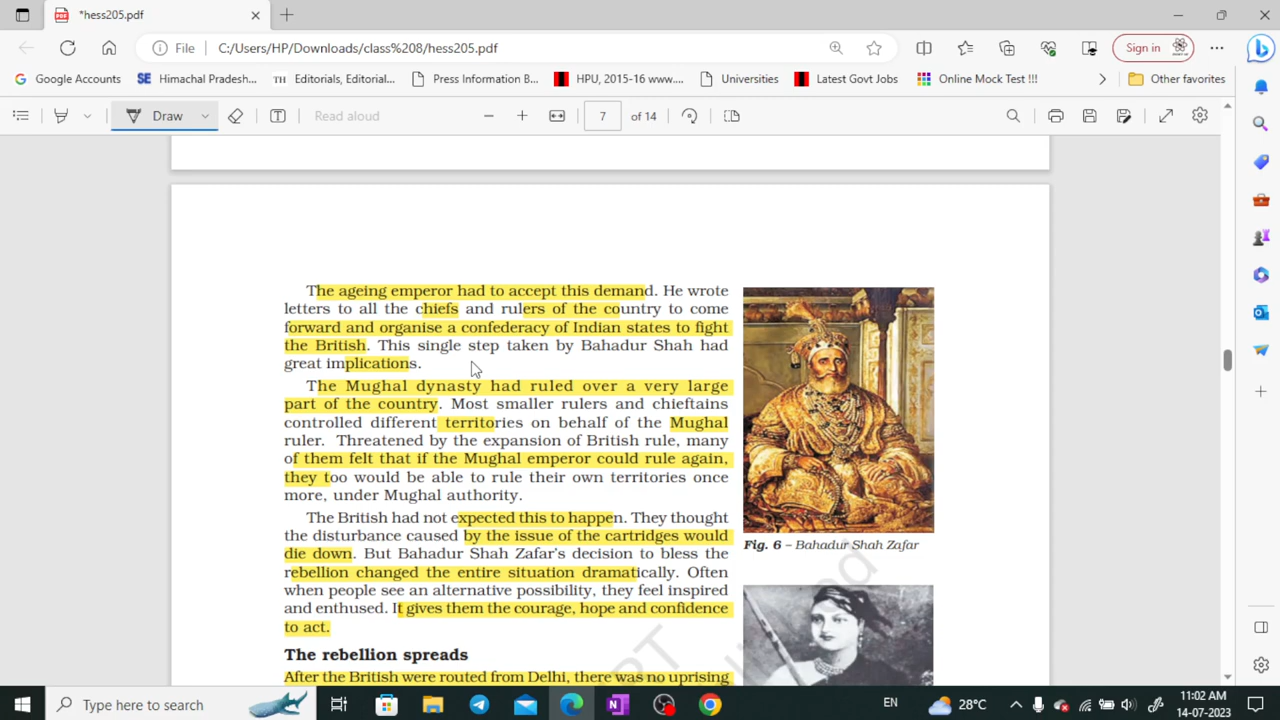 *hess205.pdf
File
C:/Users/HP/Downloads/class%208/hess205.pdf
Sign in
Google Accounts
SE Himachal Pradesh...
TH Editorials, Editorial...
Press Information B...
HPU, 2015-16 www....
Universities
Latest Govt Jobs
Online Mock Test !!!
Other favorites
Draw
Read aloud
7 of 14
The ageing emperor had to accept this demand. He wrote
letters to all the chiefs and rulers of the country to come
forward and organise a confederacy of Indian states to fight
the British. This single step taken by Bahadur Shah had
great implications.
The Mughal dynasty had ruled over a very large
part of the country. Most smaller rulers and chieftains
controlled different territories on behalf of the Mughal
ruler. Threatened by the expansion of British rule, many
of them felt that if the Mughal emperor could rule again,
they too would be able to rule their own territories once
more, under Mughal authority.
The British had not expected this to happen. They thought
the disturbance caused by the issue of the cartridges would
die down. But Bahadur Shah Zafar's decision to bless the
rebellion changed the entire situation dramatically. Often
when people see an alternative possibility, they feel inspired
and enthused. It gives them the courage, hope and confidence
to act.
The rebellion spreads
After the British were routed from Delhi, there was no uprising
Fig. 6 – Bahadur Shah Zafar
Type here to search
28°C
EN
11:02 AM
14-07-2023